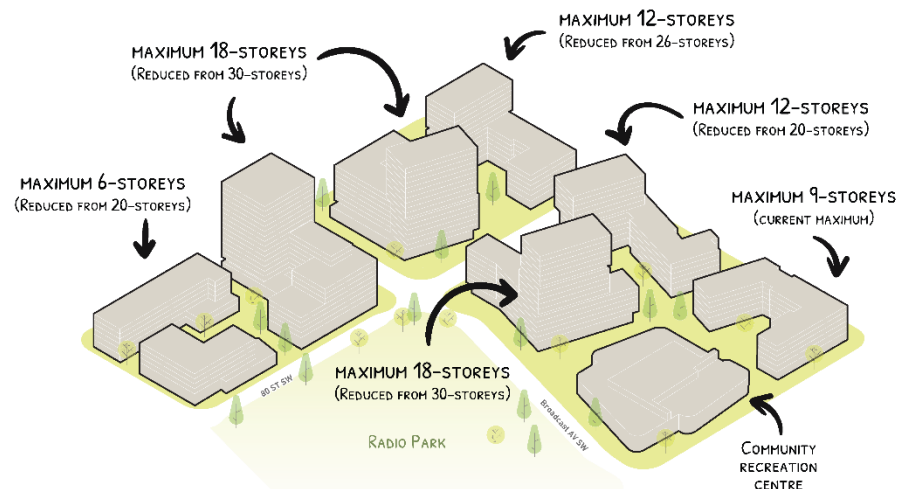 MAXIMUM 12-STOREYS
(REDUCED FROM 26-STOREYS)
MAXIMUM 18-STOREYS
(REDUCED FROM 30-STOREYS)
MAXIMUM 12-STOREYS
(REDUCED FROM 20-STOREYS)
MAXIMUM 6-STOREYS
(REDUCED FROM 20-STOREYS)
MAXIMUM 9-STOREYS
(CURRENT MAXIMUM)
MAXIMUM 18-STOREYS
(REDUCED FROM 30-STOREYS)
80 ST SW
Broadcast AV SW
RADIO PARK
COMMUNITY
RECREATION
CENTRE